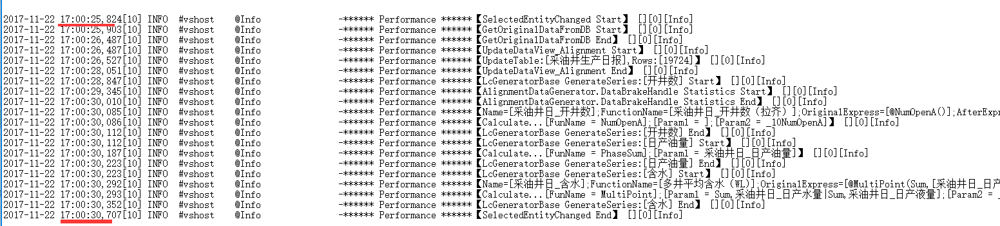 2017-11-22 17:00:25,824[10] INFO  #vshost    @Info               -****** Performance ******【SelectedEntityChanged Start】 [][0][Info]
2017-11-22 17:00:25,903[10] INFO  #vshost    @Info               -****** Performance ******【GetOriginalDataFromDB Start】 [][0][Info]
2017-11-22 17:00:26,487[10] INFO  #vshost    @Info               -****** Performance ******【GetOriginalDataFromDB End】 [][0][Info]
2017-11-22 17:00:26,487[10] INFO  #vshost    @Info               -****** Performance ******【UpdateDataView_Alignment Start】 [][0][Info]
2017-11-22 17:00:26,527[10] INFO  #vshost    @Info               -****** Performance ******【UpdateTable:[采油井生产日报],Rows:[19724]】 [][0][Info]
2017-11-22 17:00:28,051[10] INFO  #vshost    @Info               -****** Performance ******【UpdateDataView_Alignment End】 [][0][Info]
2017-11-22 17:00:28,847[10] INFO  #vshost    @Info               -****** Performance ******【LcGeneratorBase GenerateSeries:[开井数] Start】 [][0][Info]
2017-11-22 17:00:29,345[10] INFO  #vshost    @Info               -****** Performance ******【AlignmentDataGenerator.DataBrakeHandle Statistics Start】 [][0][Info]
2017-11-22 17:00:30,010[10] INFO  #vshost    @Info               -****** Performance ******【AlignmentDataGenerator.DataBrakeHandle Statistics End】 [][0][Info]
2017-11-22 17:00:30,085[10] INFO  #vshost    @Info               -****** Performance ******【Name=[采油井日_开井数];FunctionName=[采油井日_开井数（拉齐）];OriginalExpress=[@NumOpenA()];AfterExpr
2017-11-22 17:00:30,086[10] INFO  #vshost    @Info               -****** Performance ******【Calculate...[FunName = NumOpenA];[Param1 = ];[Param2 = _10NumOpenA]】 [][0][Info]
2017-11-22 17:00:30,112[10] INFO  #vshost    @Info               -****** Performance ******【LcGeneratorBase GenerateSeries:[开井数] End】 [][0][Info]
2017-11-22 17:00:30,112[10] INFO  #vshost    @Info               -****** Performance ******【LcGeneratorBase GenerateSeries:[日产油量] Start】 [][0][Info]
2017-11-22 17:00:30,187[10] INFO  #vshost    @Info               -****** Performance ******【Calculate...[FunName = PhaseSum];[Param1 = 采油井日_日产油量]】 [][0][Info]
2017-11-22 17:00:30,223[10] INFO  #vshost    @Info               -****** Performance ******【LcGeneratorBase GenerateSeries:[日产油量] End】 [][0][Info]
2017-11-22 17:00:30,223[10] INFO  #vshost    @Info               -****** Performance ******【LcGeneratorBase GenerateSeries:[含水] Start】 [][0][Info]
2017-11-22 17:00:30,292[10] INFO  #vshost    @Info               -****** Performance ******【Name=[采油井日_含水];FunctionName=[多井平均含水（WL)];OriginalExpress=[@MultiPoint(Sum,[采油井日_日产
2017-11-22 17:00:30,293[10] INFO  #vshost    @Info               -****** Performance ******【Calculate...[FunName = MultiPoint];[Param1 = Sum,采油井日_日产水量|Sum,采油井日_日产液量];[Param2 = _
2017-11-22 17:00:30,352[10] INFO  #vshost    @Info               -****** Performance ******【LcGeneratorBase GenerateSeries:[含水] End】 [][0][Info]
2017-11-22 17:00:30,707[10] INFO  #vshost    @Info               -****** Performance ******【SelectedEntityChanged End】 [][0][Info]